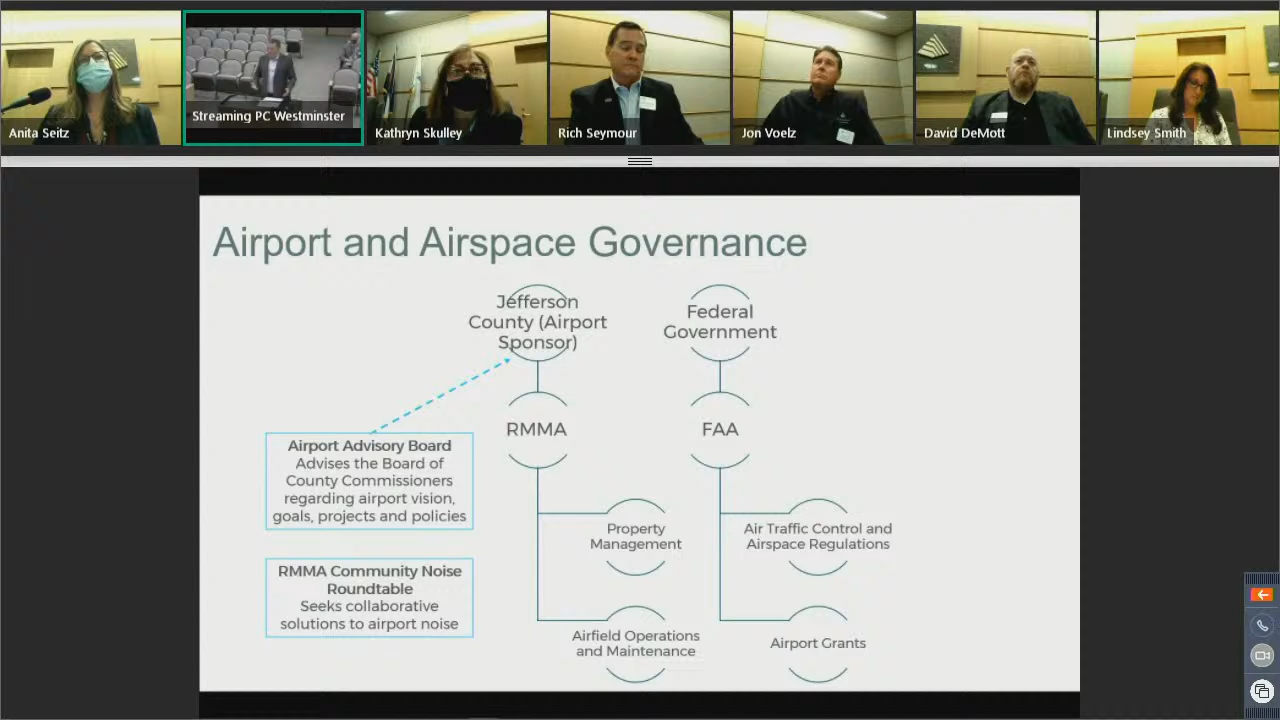 Anita Seitz
Streaming PC Westminster
Kathryn Skulley
Rich Seymour
Jon Voelz
David DeMott
Lindsey Smith
Airport and Airspace Governance
Jefferson
County (Airport
Sponsor)
Federal
Government
RMMA
FAA
Airport Advisory Board
Advises the Board of
County Commissioners
regarding airport vision,
goals, projects and policies
Property
Management
Air Traffic Control and
Airspace Regulations
RMMA Community Noise
Roundtable
Seeks collaborative
solutions to airport noise
Airfield Operations
and Maintenance
Airport Grants